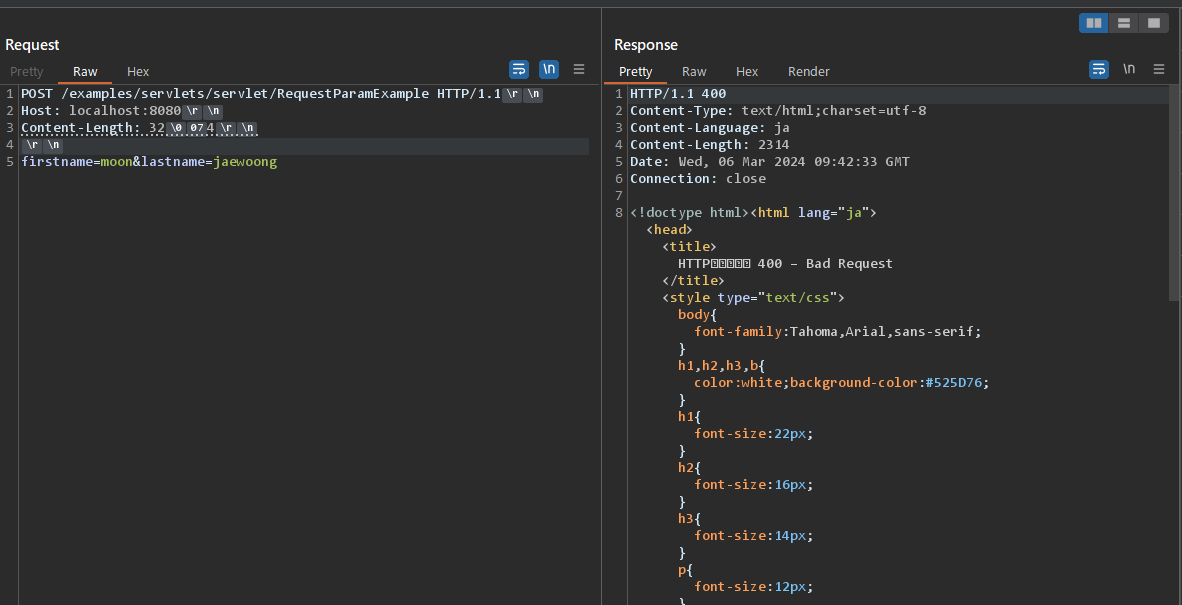 Request
Pretty Raw Hex
\n
1 POST /examples/servlets/servlet/RequestParamExample HTTP/1.1 \r \n
2 Host: localhost:8080 \r \n
3 Content-Length: 32 \0 07 4 \r \n
4 \r \n
5 firstname=moon&lastname=jaewoong
Response
Pretty Raw Hex Render
\n
1 HTTP/1.1 400
2 Content-Type: text/html;charset=utf-8
3 Content-Language: ja
4 Content-Length: 2314
5 Date: Wed, 06 Mar 2024 09:42:33 GMT
6 Connection: close
7
8 <!doctype html><html lang="ja">
<head>
<title>
HTTP 400 – Bad Request
</title>
<style type="text/css">
body{
font-family:Tahoma,Arial,sans-serif;
}
h1,h2,h3,b{
color:white;background-color:#525D76;
}
h1{
font-size:22px;
}
h2{
font-size:16px;
}
h3{
font-size:14px;
}
p{
font-size:12px;
}